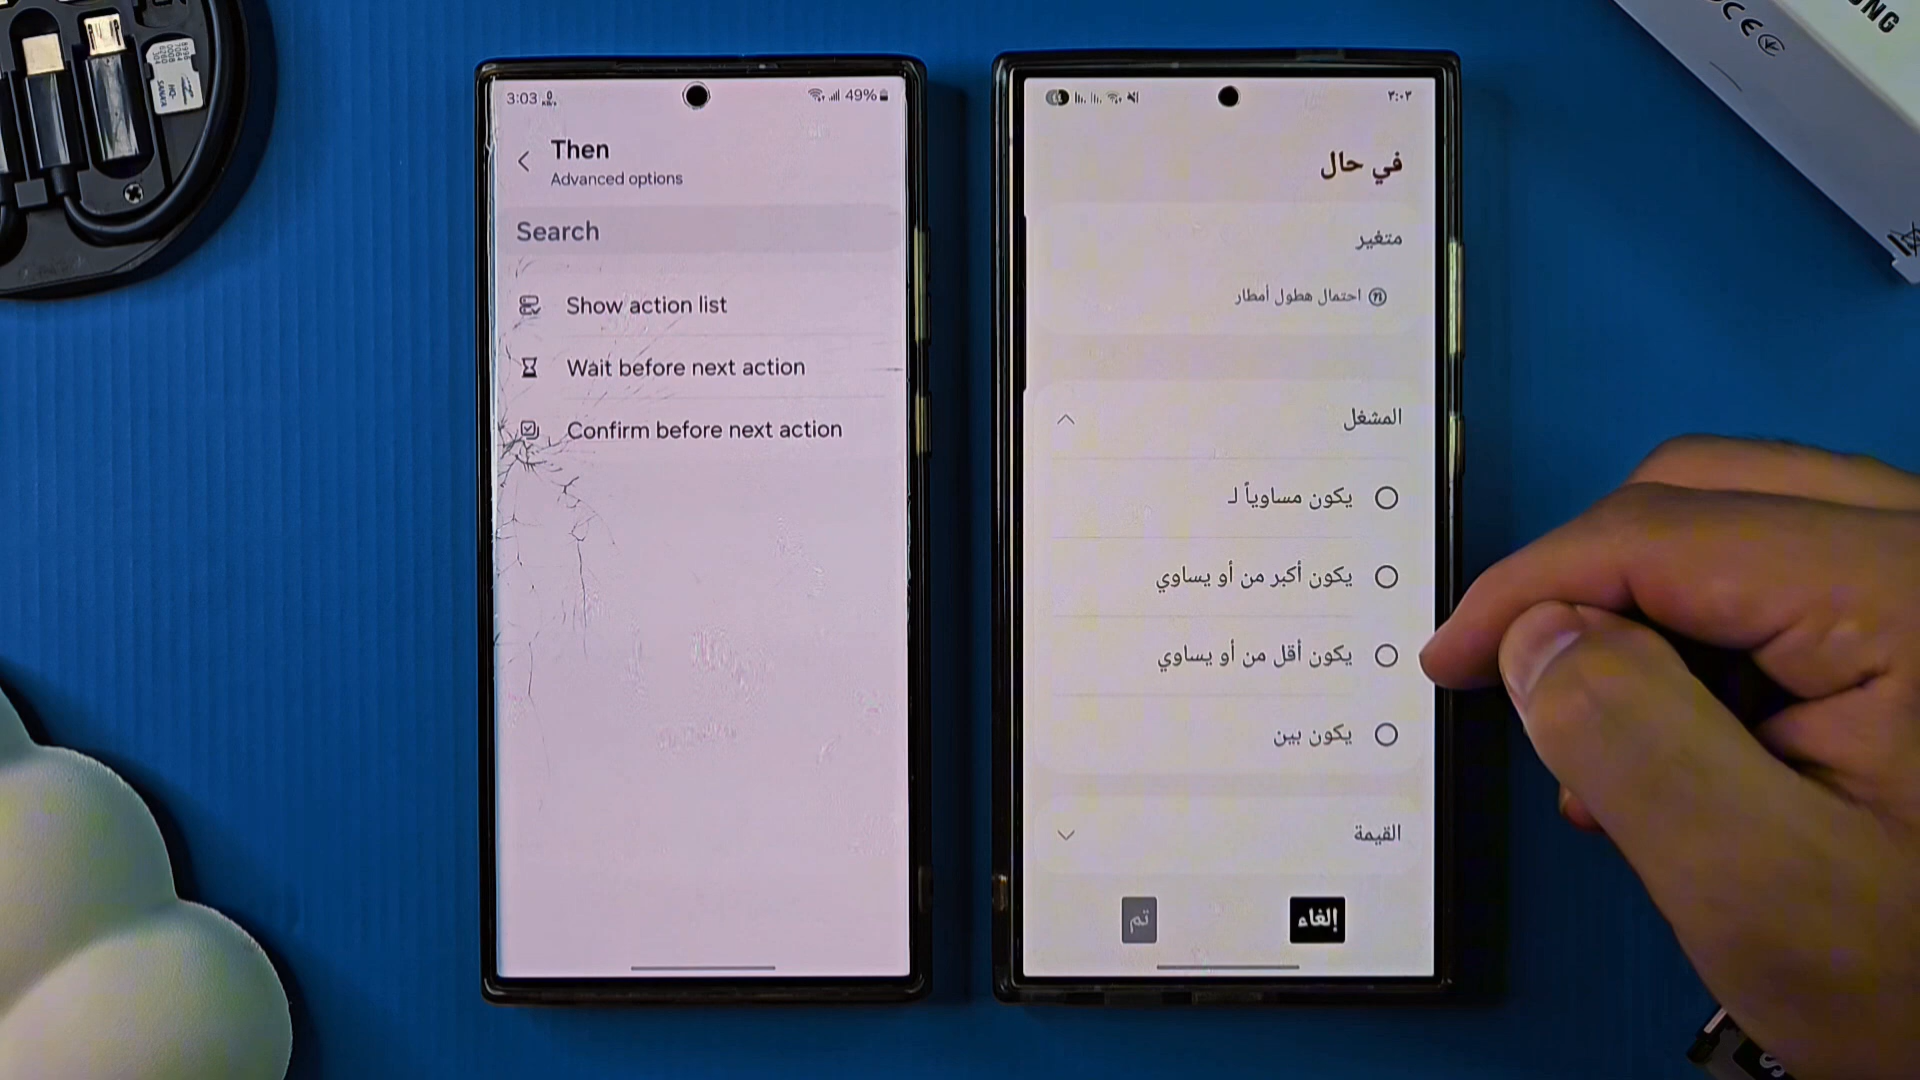 3:03
49%
Then
Advanced options
Search
Show action list
Wait before next action
Confirm before next action
٣:٠٣
في حال
متغير
احتمال هطول أمطار
المشغل
يكون مساوياً لـ
يكون أكبر من أو يساوي
يكون أقل من أو يساوي
يكون بين
القيمة
إلغاء
تم